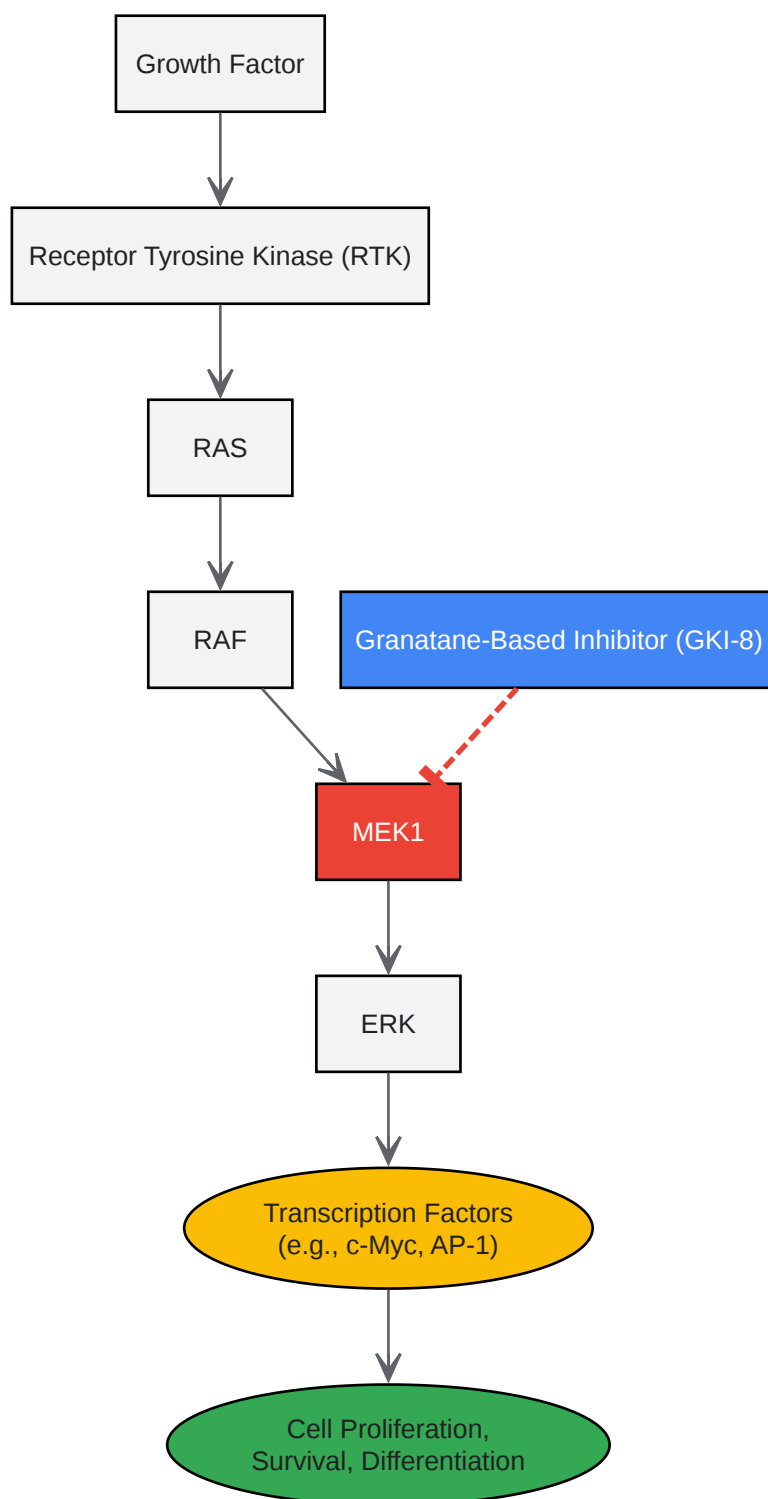 Growth Factor
Receptor Tyrosine Kinase (RTK)
RAS
RAF
Granatane-Based Inhibitor (GKI-8)
MEK1
ERK
Transcription Factors
(e.g., c-Myc, AP-1)
Cell Proliferation,
Survival, Differentiation